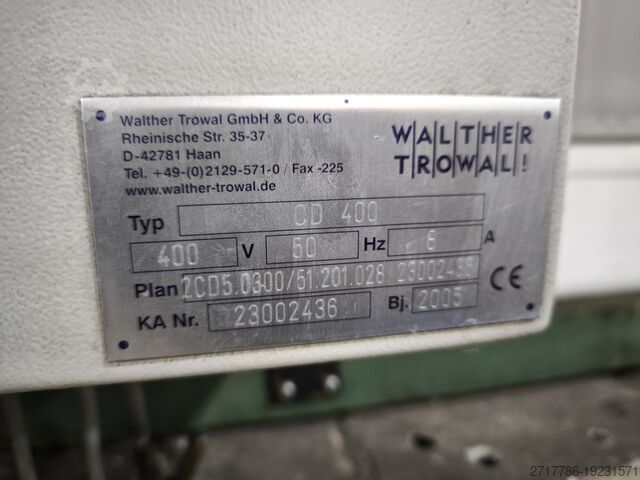 Walther Trowal GmbH & Co. KG
Rheinische Str. 35-37
D-42781 Haan
Tel. +49-(0)2129-571-0 / Fax -225
www.walther-trowal.de
WALTHER
TROWAL!
Typ CD 400
400 V 50 Hz 6 A
Plan 2CD5.0300/51.201.028 23002436
KA Nr. 23002436 Bj. 2005
CE
2717786-19231571